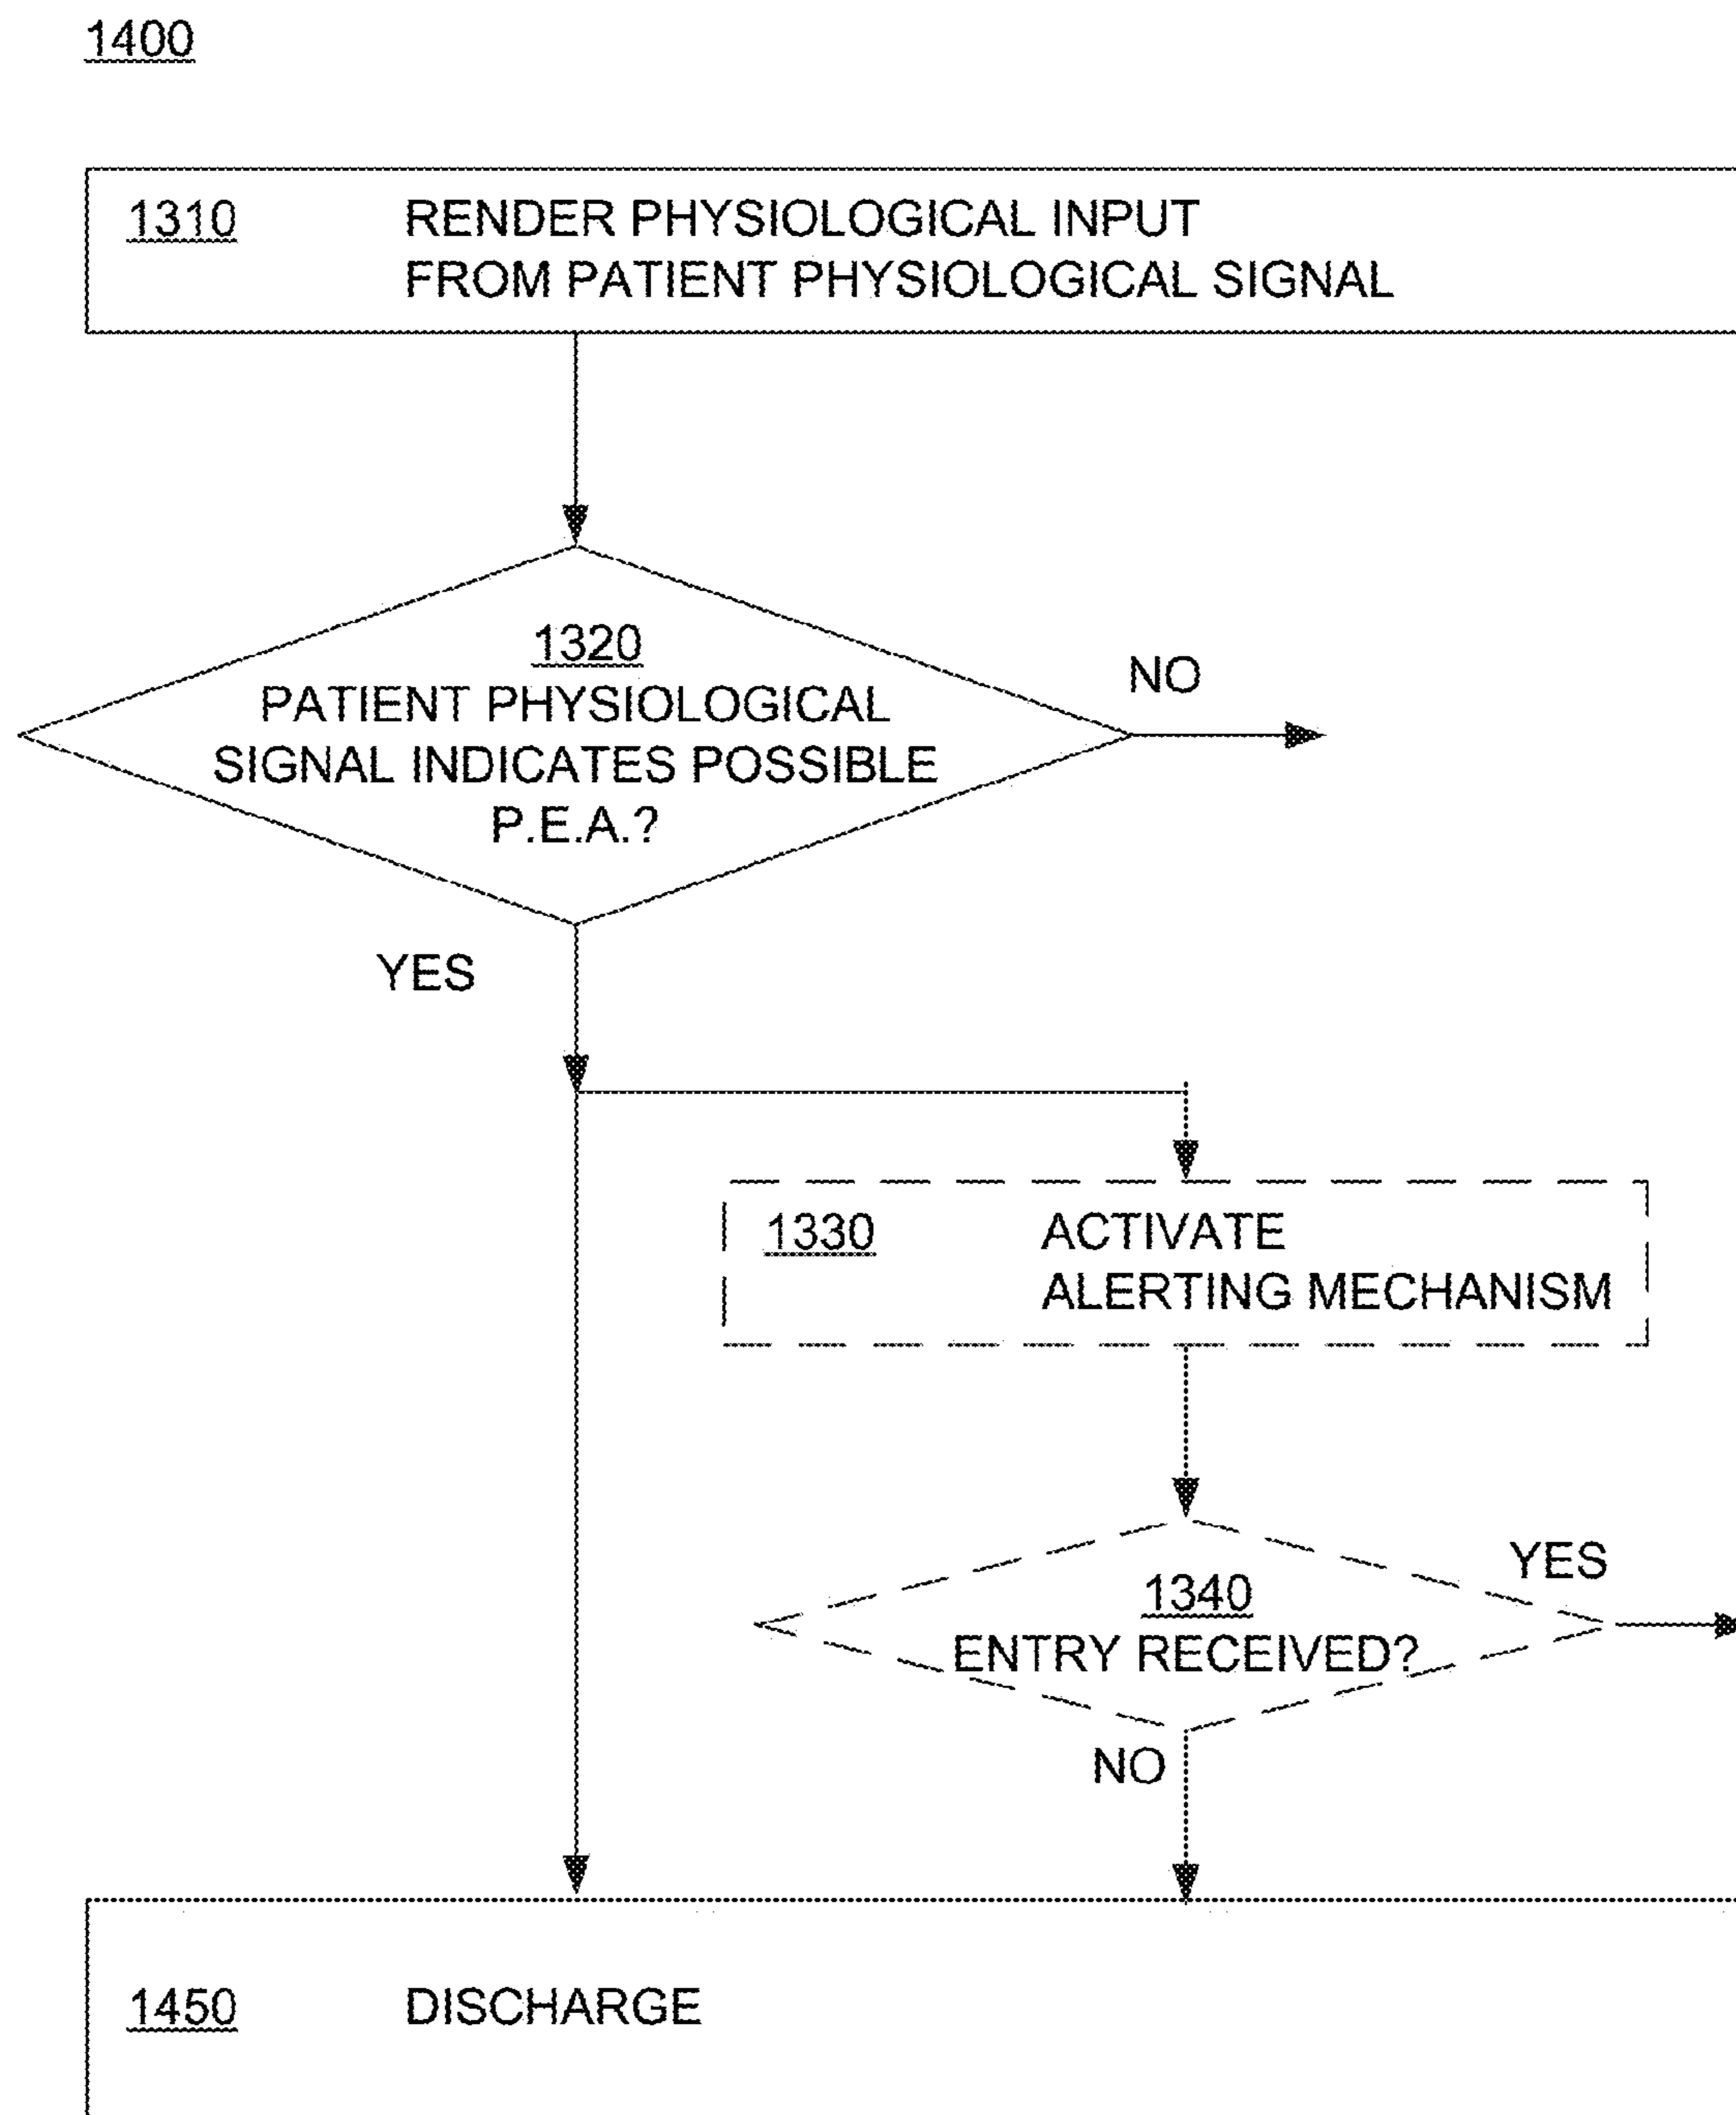 1400
1310 RENDER PHYSIOLOGICAL INPUT
FROM PATIENT PHYSIOLOGICAL SIGNAL
1320
PATIENT PHYSIOLOGICAL
SIGNAL INDICATES POSSIBLE
P.E.A.?
NO
YES
1330 ACTIVATE
ALERTING MECHANISM
YES
1340
ENTRY RECEIVED?
NO
1450 DISCHARGE